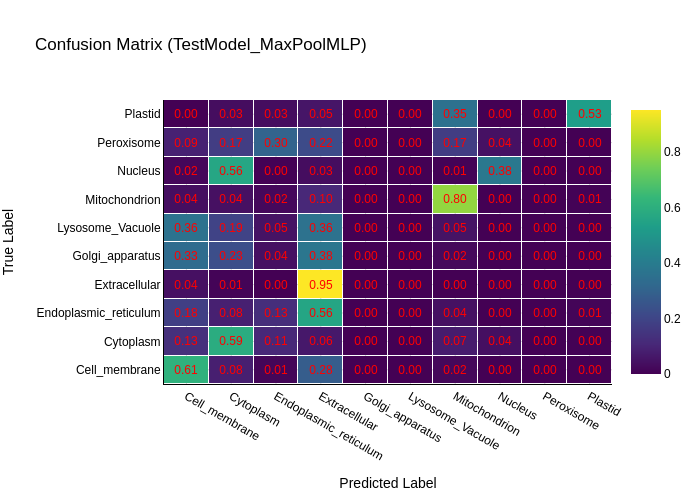 Confusion Matrix (TestModel_MaxPoolMLP)
Plastid 0.00 0.03 0.03 0.05 0.00 0.00 0.35 0.00 0.00 0.53
Peroxisome 0.09 0.17 0.30 0.22 0.00 0.00 0.17 0.04 0.00 0.00
Nucleus 0.02 0.56 0.00 0.03 0.00 0.00 0.01 0.38 0.00 0.00
Mitochondrion 0.04 0.04 0.02 0.10 0.00 0.00 0.80 0.00 0.00 0.01
Lysosome_Vacuole 0.36 0.05 0.36 0.00 0.00 0.05 0.00 0.00 0.00
Golgi_apparatus 0.33 0.04 0.38 0.00 0.00 0.02 0.00 0.00 0.00
Extracellular 0.04 0.01 0.00 0.95 0.00 0.00 0.00 0.00 0.00 0.00
Endoplasmic_reticulum 0.08 0.13 0.56 0.00 0.00 0.04 0.00 0.00 0.01
Cytoplasm 0.13 0.59 0.11 0.06 0.00 0.00 0.07 0.04 0.00 0.00
Cell_membrane 0.61 0.01 0.00 0.00 0.02 0.00 0.00 0.00
Cell_membrane Cytoplasm Endoplasmic_reticulum Extracellular Golgi_apparatus Lysosome_Vacuole Mitochondrion Nucleus Peroxisome Plastid
Predicted Label
True Label
0.8
0.6
0.4
0.2
0